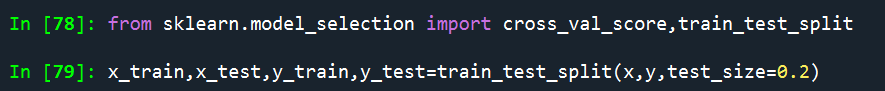 In [78]: from sklearn.model_selection import cross_val_score,train_test_split
In [79]: x_train,x_test,y_train,y_test=train_test_split(x,y,test_size=0.2)